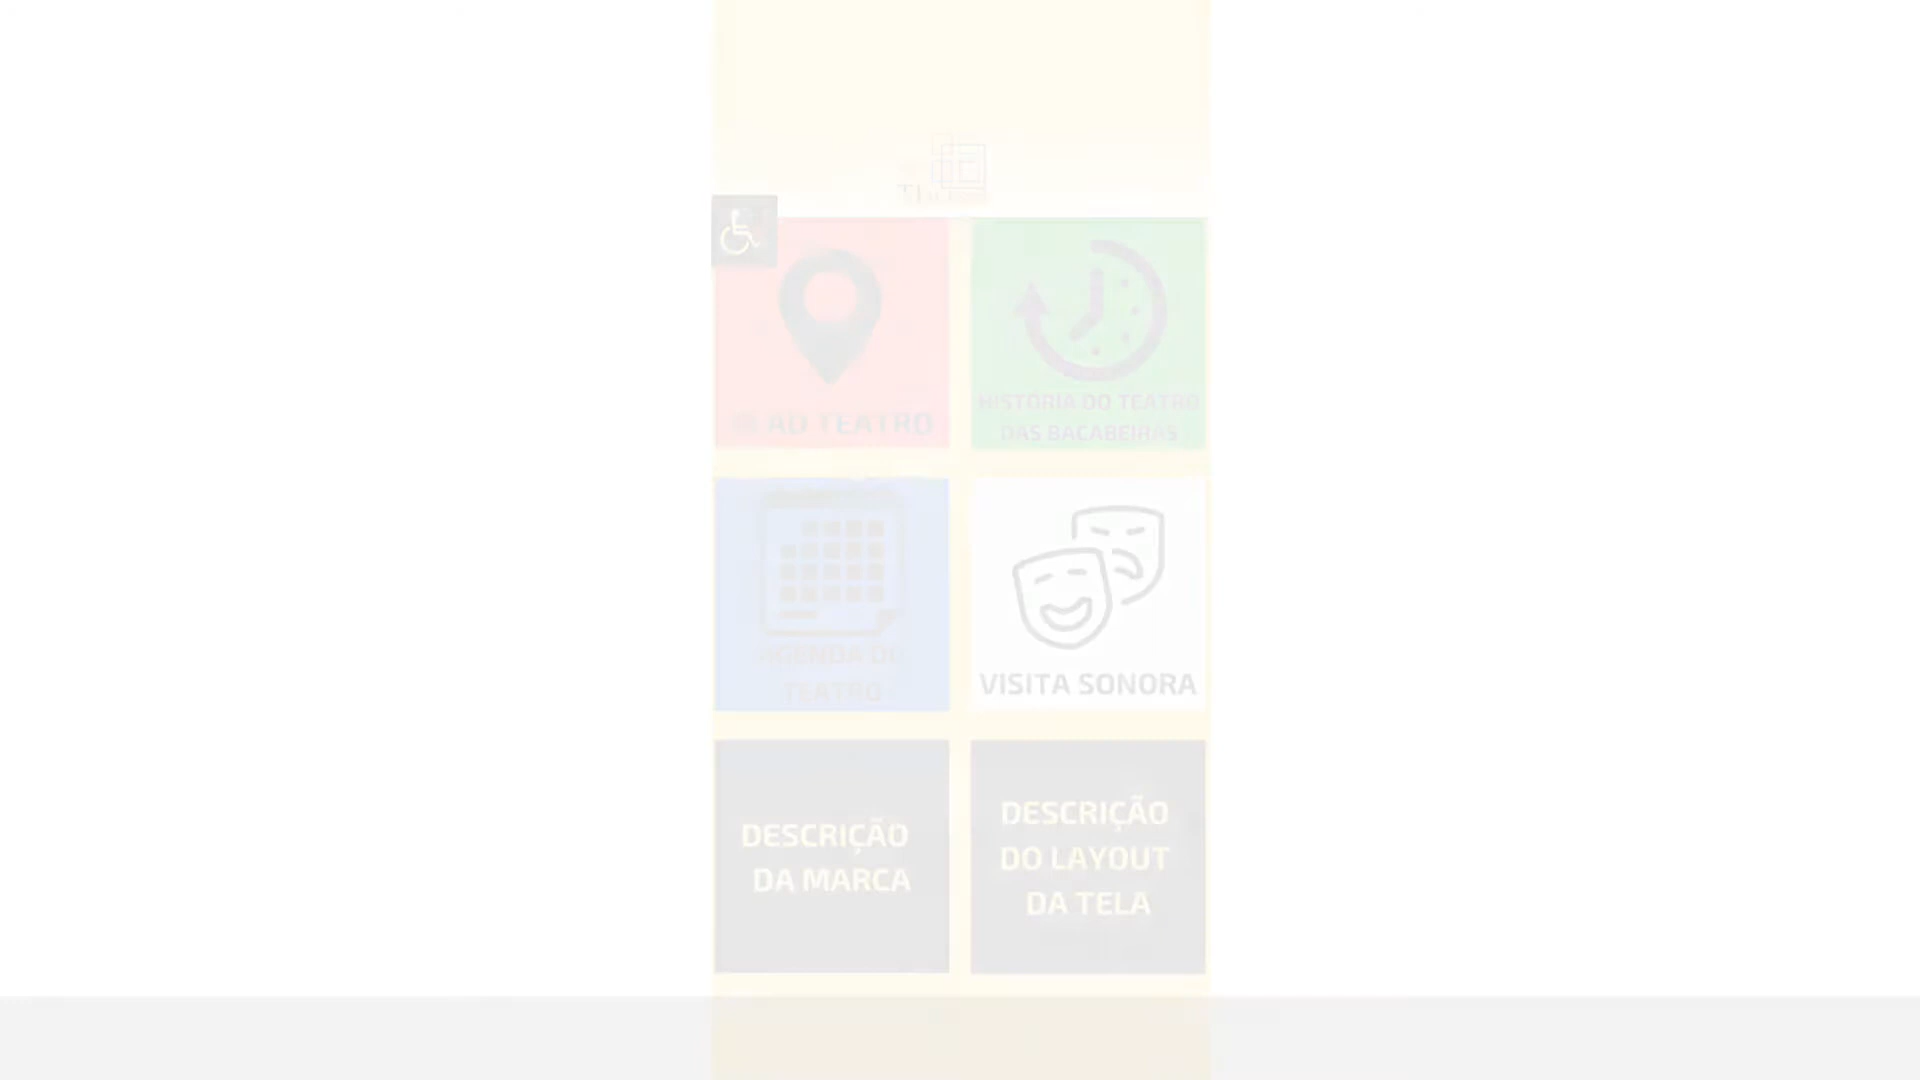 AO TEATRO
HISTÓRIA DO TEATRO
DAS BACABEIRAS
AGENDA DO
TEATRO
VISITA SONORA
DESCRIÇÃO
DA MARCA
DESCRIÇÃO
DO LAYOUT
DA TELA